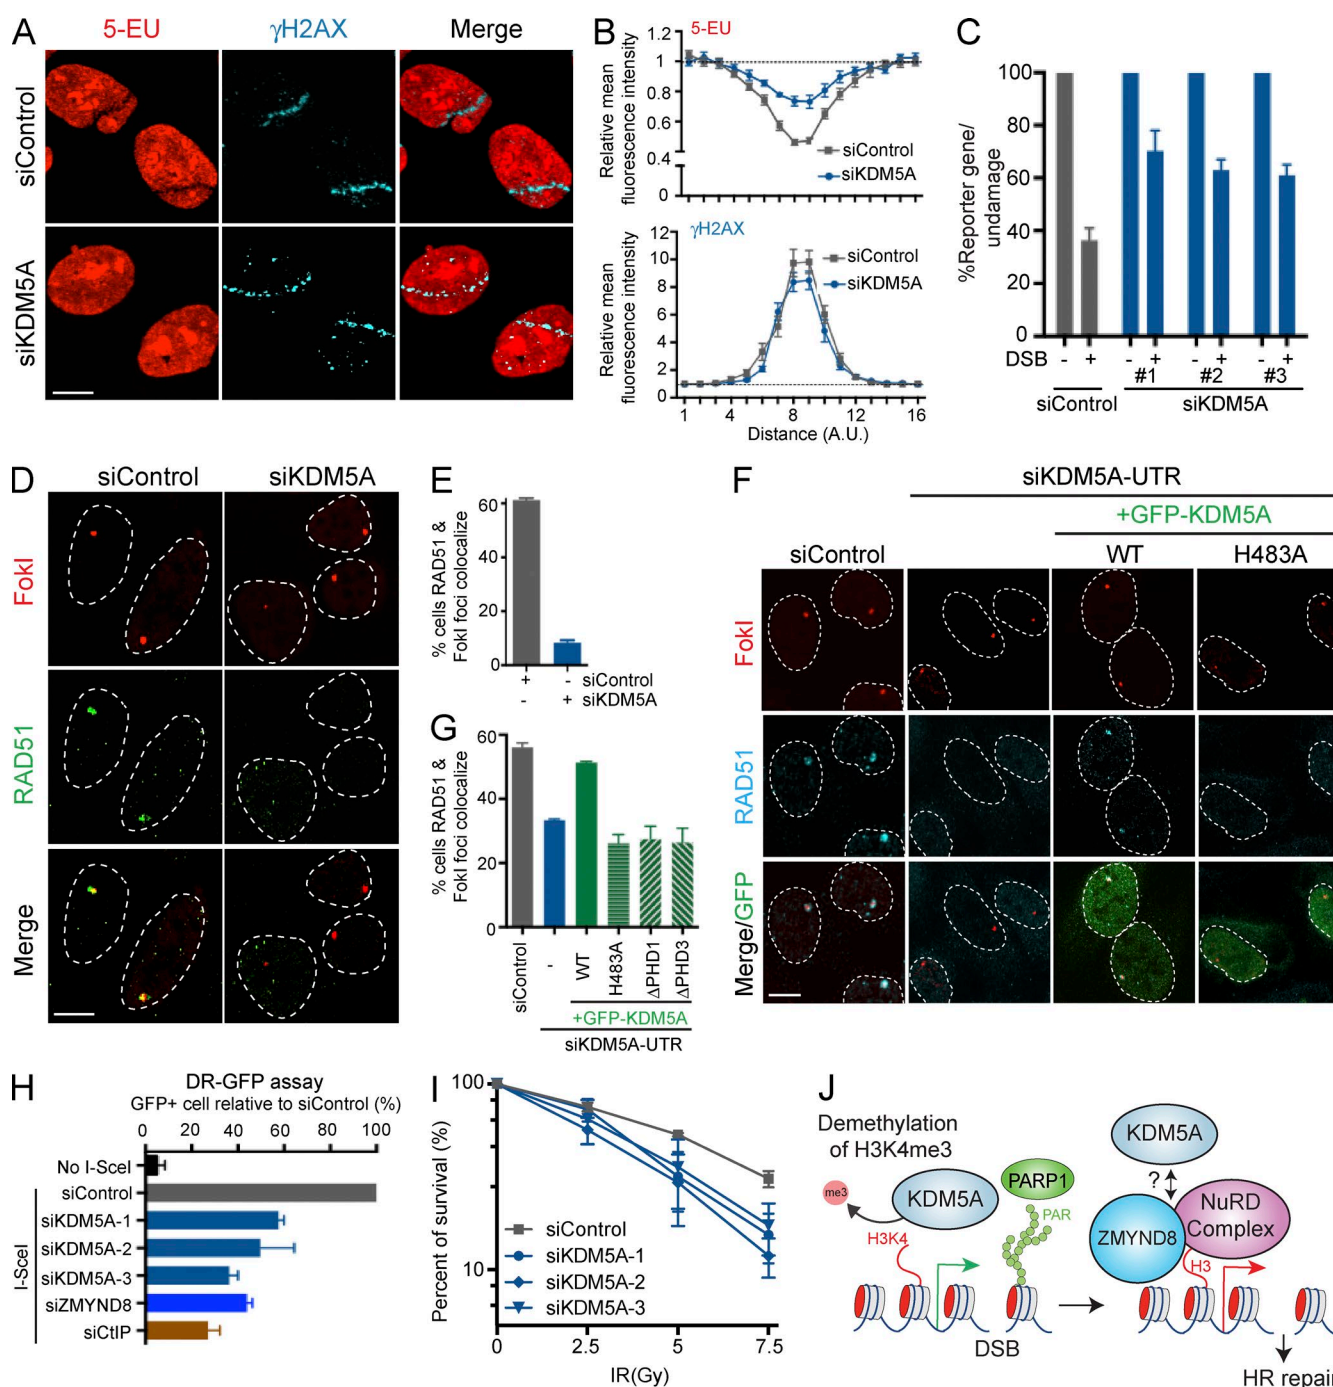 A
5-EU
γH2AX
Merge
siControl
siKDM5A
B
5-EU
Relative mean
fluorescence intensity
1.2
1
0.8
0.6
0.4
0
siControl
siKDM5A
γH2AX
Relative mean
fluorescence intensity
12
10
8
6
4
2
0
siControl
siKDM5A
1
4
8
12
16
Distance (A.U.)
C
%Reporter gene/
undamage
100
80
60
40
20
0
DSB
- + - + - + - +
#1 #2 #3
siControl
siKDM5A
D
siControl
siKDM5A
FokI
RAD51
Merge
E
% cells RAD51 &
FokI foci colocalize
60
40
20
0
+ - siControl
- + siKDM5A
G
% cells RAD51 &
FokI foci colocalize
60
40
20
0
siControl
-
WT
H483A
ΔPHD1
ΔPHD3
+GFP-KDM5A
siKDM5A-UTR
F
siKDM5A-UTR
+GFP-KDM5A
siControl
WT
H483A
FokI
RAD51
Merge/GFP
H
DR-GFP assay
GFP+ cell relative to siControl (%)
0 20 40 60 80 100
No I-SceI
siControl
siKDM5A-1
siKDM5A-2
siKDM5A-3
siZMYND8
siCtIP
I-SceI
I
Percent of survival (%)
100
10
siControl
siKDM5A-1
siKDM5A-2
siKDM5A-3
0 2.5 5 7.5
IR(Gy)
J
Demethylation
of H3K4me3
me3
KDM5A
H3K4
PARP1
PAR
DSB
KDM5A
?
ZMYND8
NuRD
Complex
H3
HR repair